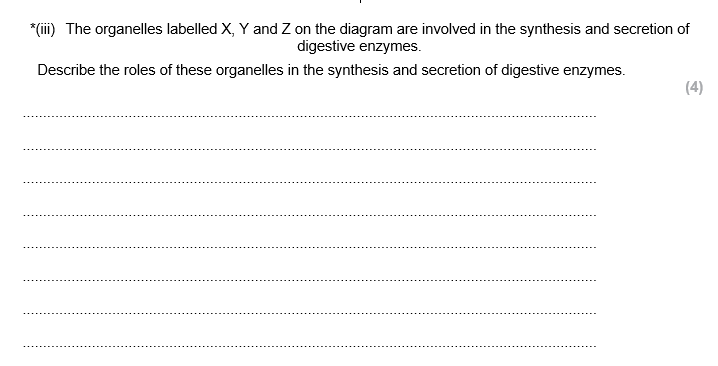 *(iii) The organelles labelled X, Y and Z on the diagram are involved in the synthesis and secretion of
digestive enzymes.
Describe the roles of these organelles in the synthesis and secretion of digestive enzymes.
(4)